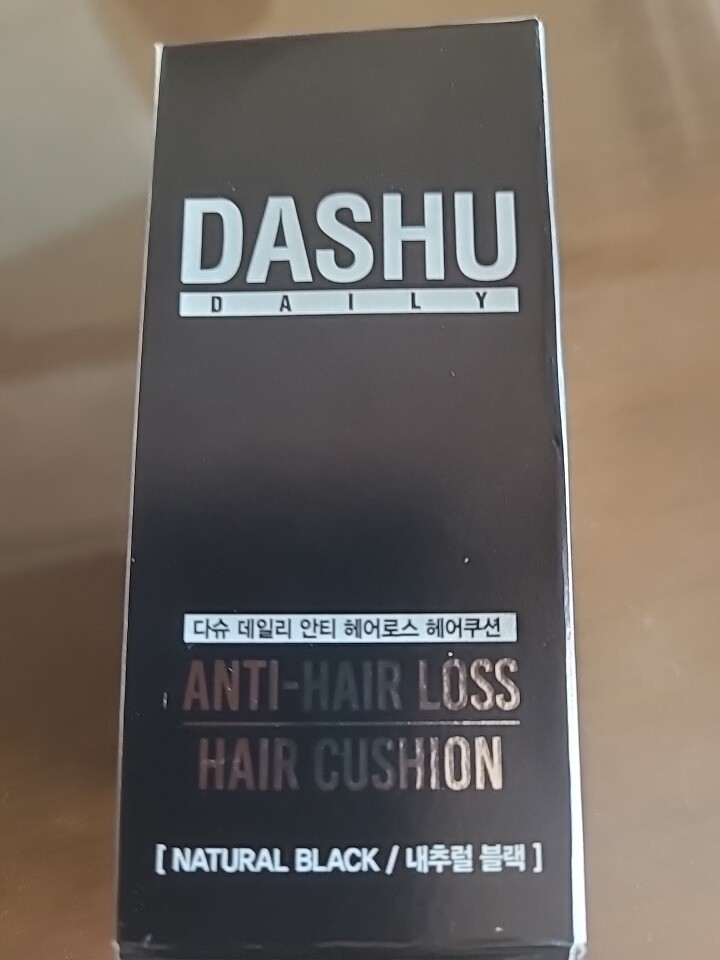 DASHU
DAILY
다슈 데일리 안티 헤어로스 헤어쿠션
ANTI-HAIR LOSS
HAIR CUSHION
[ NATURAL BLACK / 내추럴 블랙 ]